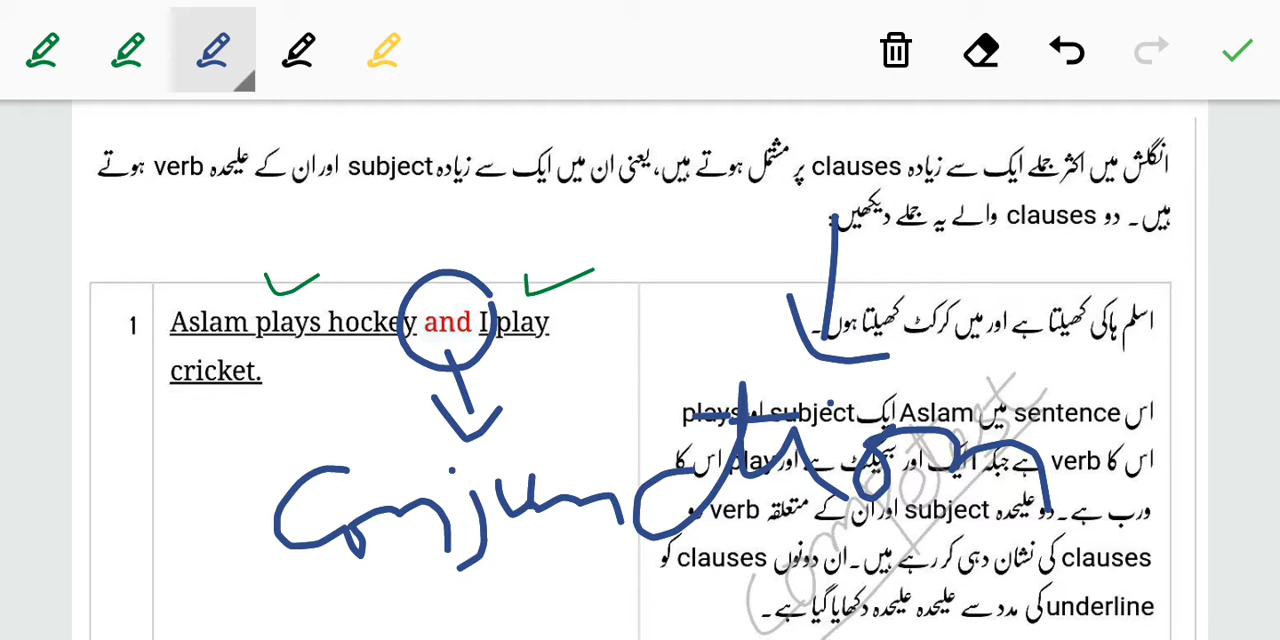 انگلش میں اکثر جملے ایک سے زیادہ clauses پر مشتمل ہوتے ہیں، یعنی ان میں ایک سے زیادہ subject اور ان کے علیحدہ verb ہوتے
ہیں۔ دو clauses والے یہ جملے دیکھیں:
1
Aslam plays hockey and I play
cricket.
اسلم ہاکی کھیلتا ہے اور میں کرکٹ کھیلتا ہوں۔
اس sentence میں Aslam ایک subject اور plays
اس کا verb ہے جبکہ I ایک اور سبجیکٹ ہے اور play اس کا
ورب ہے۔ دو علیحدہ subject اور ان کے متعلقہ verb دو
clauses کی نشان دہی کر رہے ہیں۔ ان دونوں clauses کو
underline کی مدد سے علیحدہ علیحدہ دکھایا گیا ہے۔
Conjunction